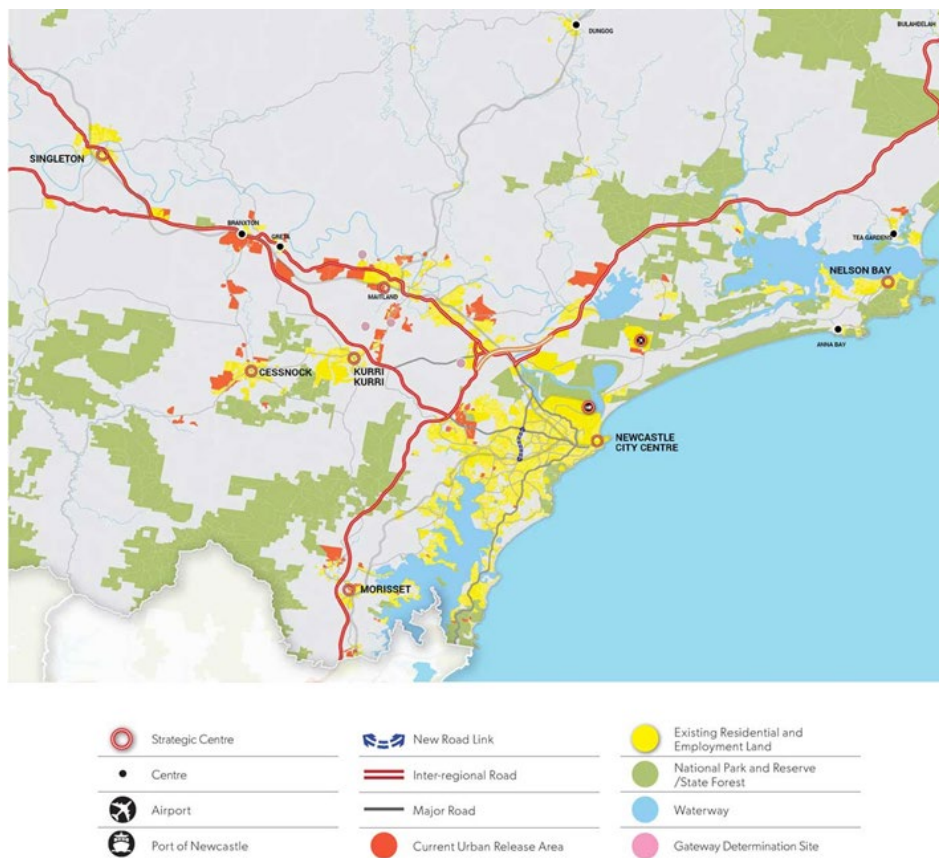 DUNGOG
BULAHDELAH
SINGLETON
BRANXTON
GRETA
TEA GARDENS
NELSON BAY
MAITLAND
ANNA BAY
CESSNOCK
KURRI
KURRI
NEWCASTLE
CITY CENTRE
MORISSET
Strategic Centre
New Road Link
Existing Residential and
Employment Land
Centre
Inter-regional Road
National Park and Reserve
/State Forest
Airport
Major Road
Waterway
Port of Newcastle
Current Urban Release Area
Gateway Determination Site